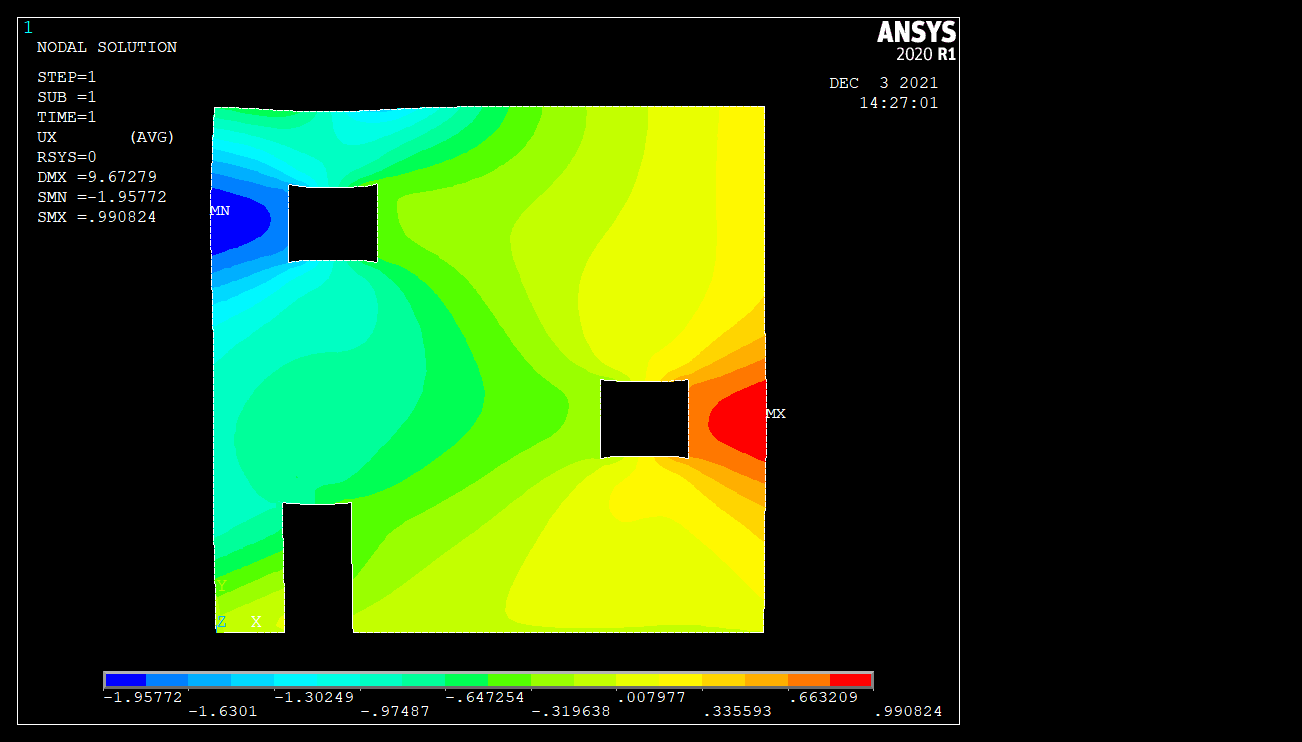 1
ANSYS
2020 R1
NODAL SOLUTION
STEP=1
SUB =1
TIME=1
UX (AVG)
RSYS=0
DMX =9.67279
SMN =-1.95772
SMX =.990824
DEC 3 2021
14:27:01
MN
MX
Y
Z X
-1.95772 -1.30249 -.647254 .007977 .663209
-1.6301 -.97487 -.319638 .335593 .990824